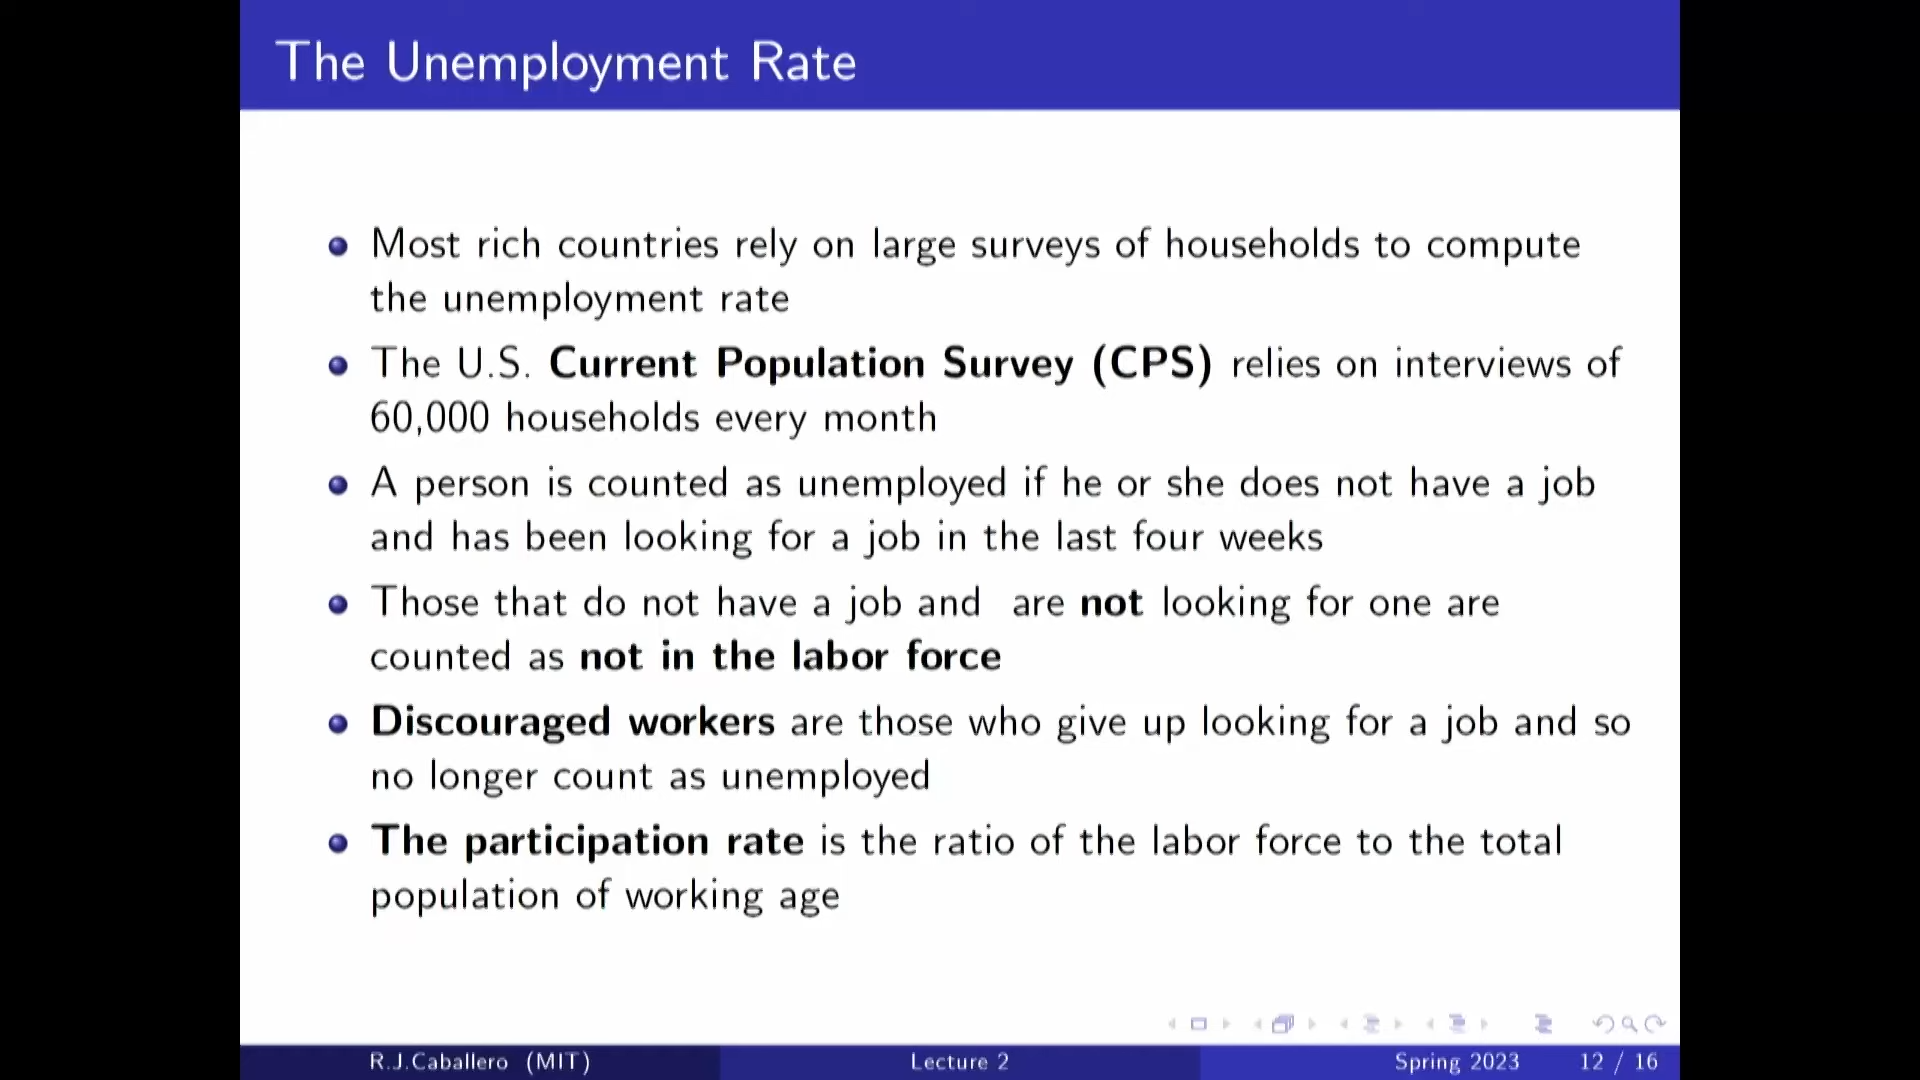 The Unemployment Rate
Most rich countries rely on large surveys of households to compute
the unemployment rate
The U.S. Current Population Survey (CPS) relies on interviews of
60,000 households every month
A person is counted as unemployed if he or she does not have a job
and has been looking for a job in the last four weeks
Those that do not have a job and are not looking for one are
counted as not in the labor force
Discouraged workers are those who give up looking for a job and so
no longer count as unemployed
The participation rate is the ratio of the labor force to the total
population of working age
R.J.Caballero (MIT) Lecture 2 Spring 2023 12 / 16